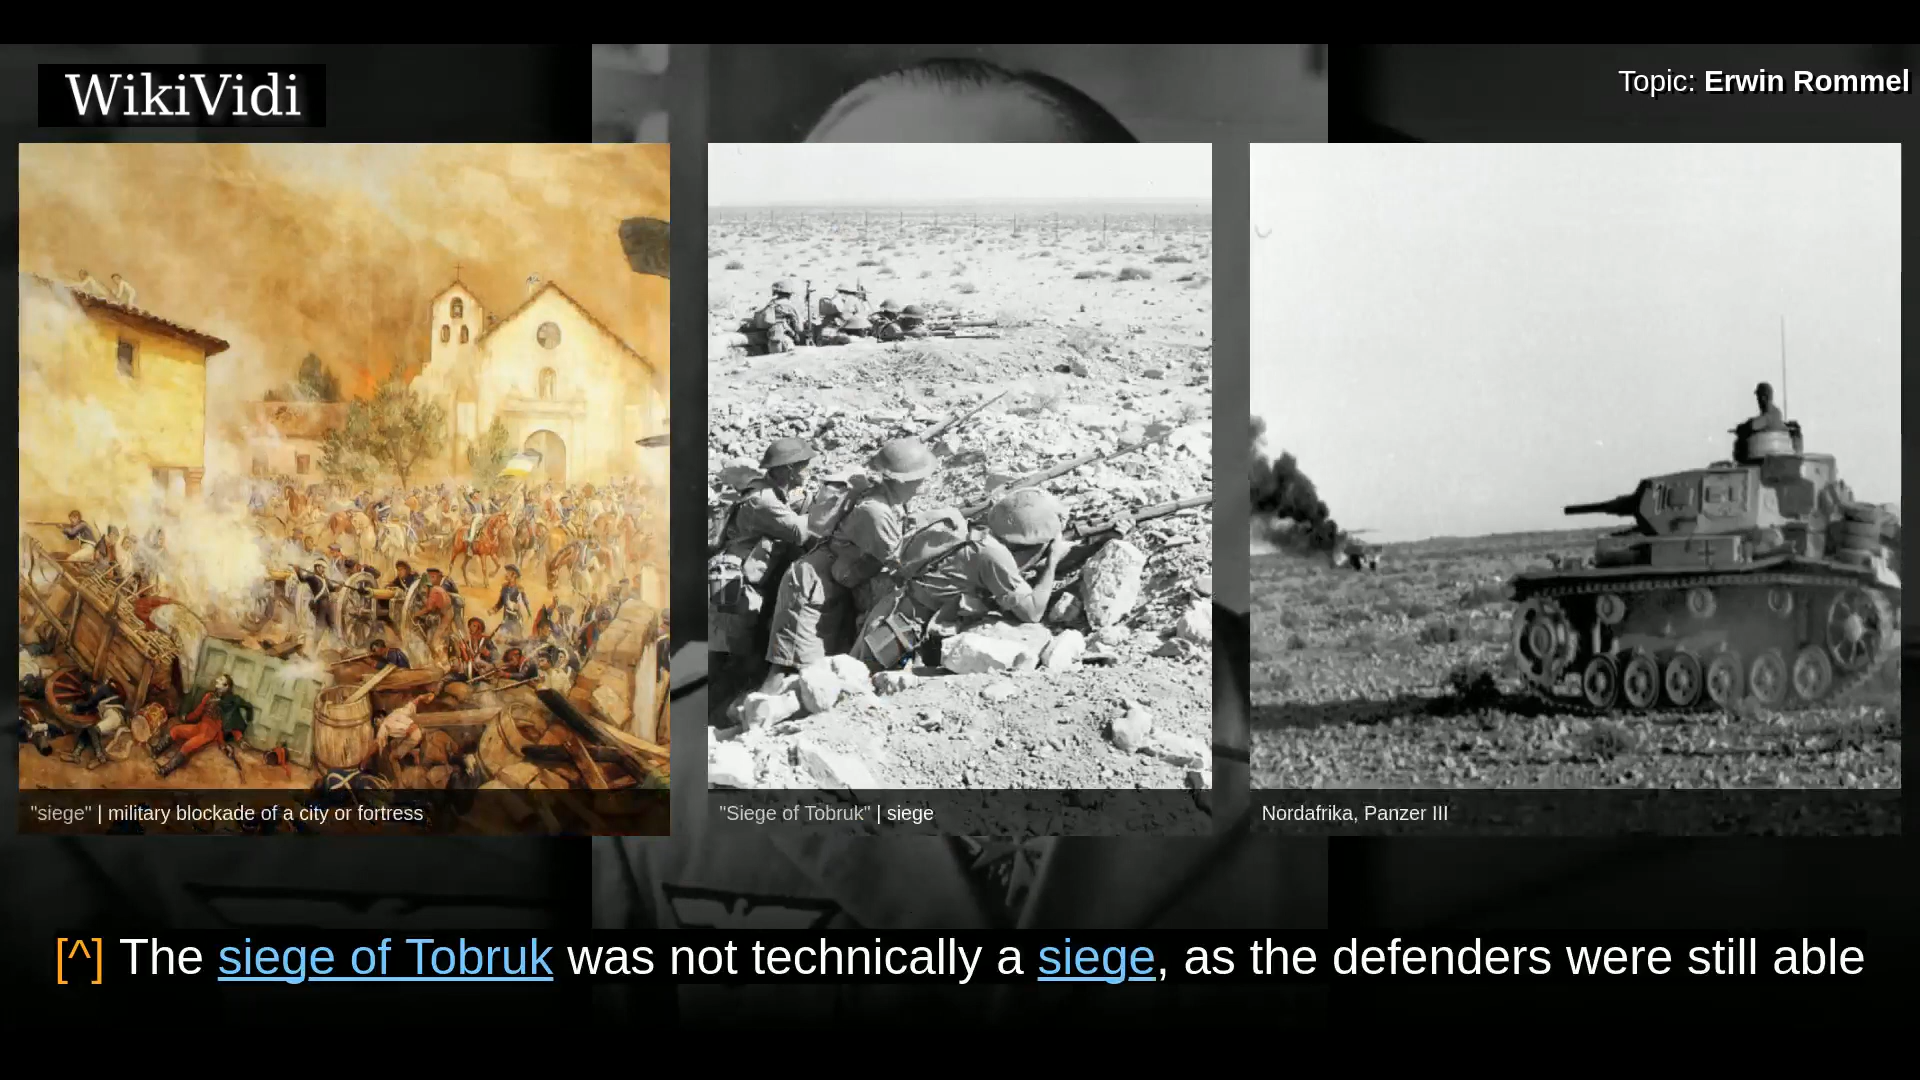 WikiVidi
Topic: Erwin Rommel
"siege" | military blockade of a city or fortress
"Siege of Tobruk" | siege
Nordafrika, Panzer III
[^] The siege of Tobruk was not technically a siege, as the defenders were still able